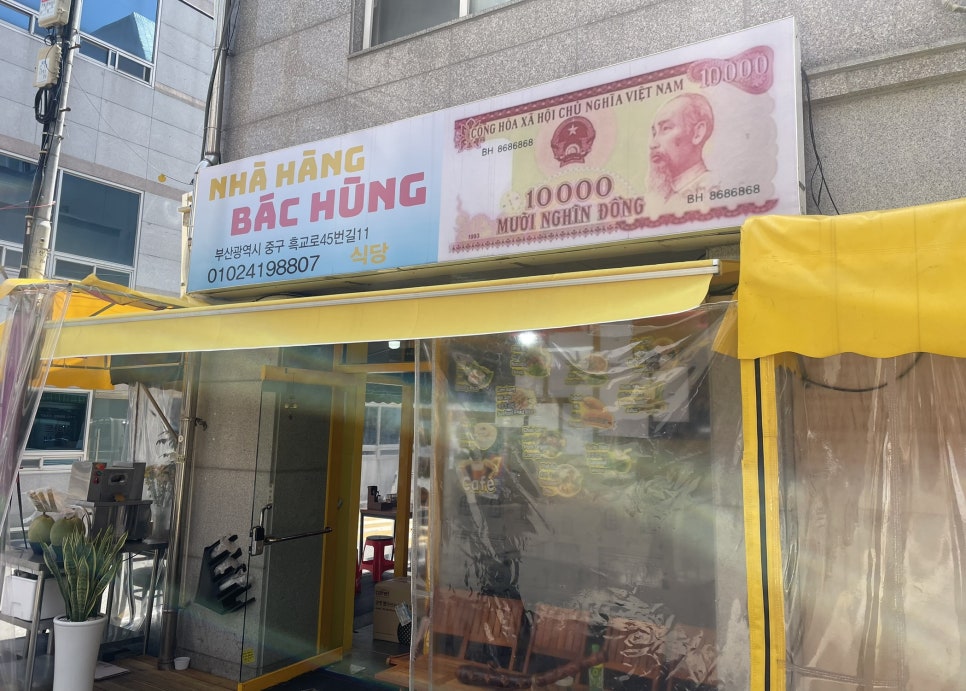 NHÀ HÀNG
BÁC HÙNG
부산광역시 중구 흑교로45번길11
01024198807
식당
CỘNG HÒA XÃ HỘI CHỦ NGHĨA VIỆT NAM
10000
BH 8686868
10000
MƯỜI NGHÌN ĐỒNG
BH 8686868
1993
Café